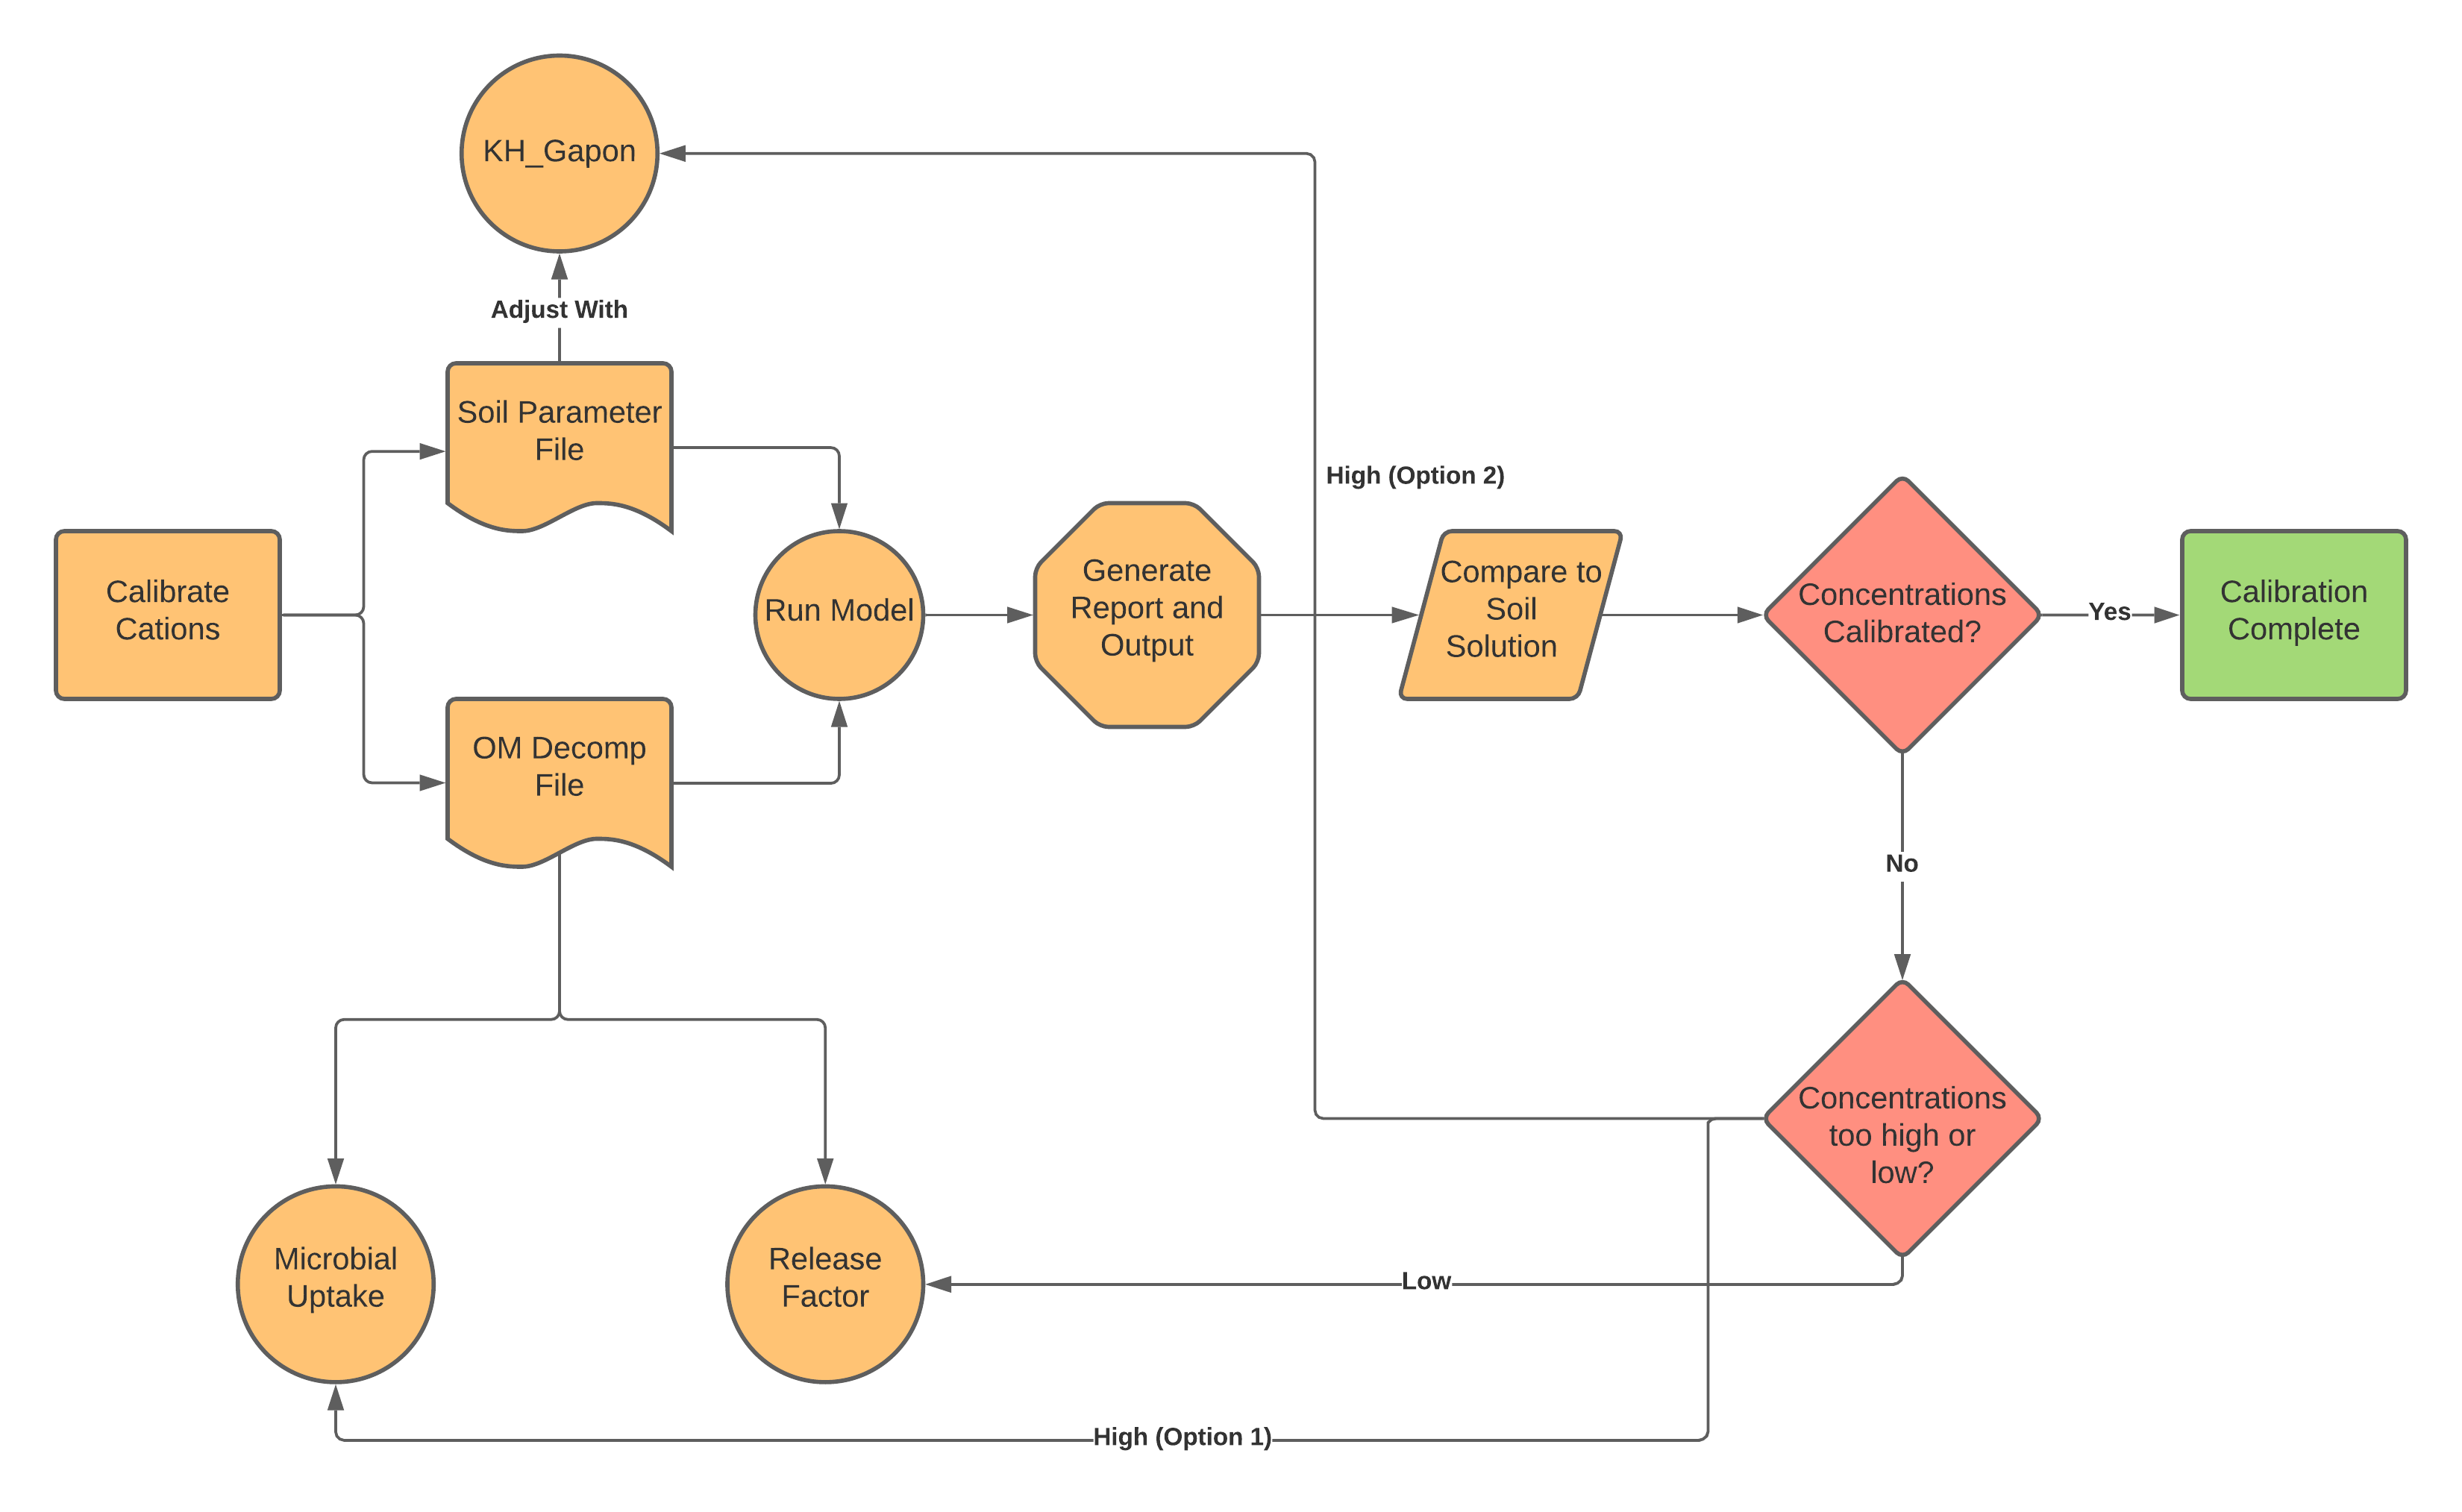 KH_Gapon
Adjust With
Soil Parameter
File
High (Option 2)
Calibrate
Cations
Run Model
Generate
Report and
Output
Compare to
Soil
Solution
Concentrations
Calibrated?
Yes
Calibration
Complete
OM Decomp
File
No
Concentrations
too high or
low?
Microbial
Uptake
Release
Factor
Low
High (Option 1)